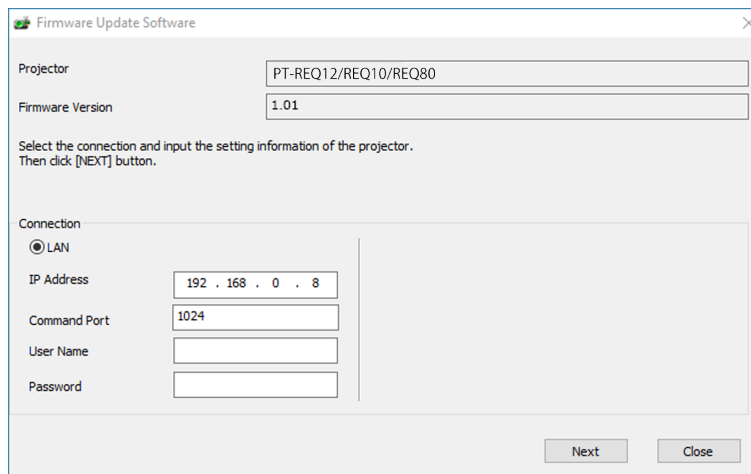 Firmware Update Software
Projector PT-REQ12/REQ10/REQ80
Firmware Version 1.01
Select the connection and input the setting information of the projector.
Then click [NEXT] button.
Connection
LAN
IP Address 192 . 168 . 0 . 8
Command Port 1024
User Name
Password
Next Close